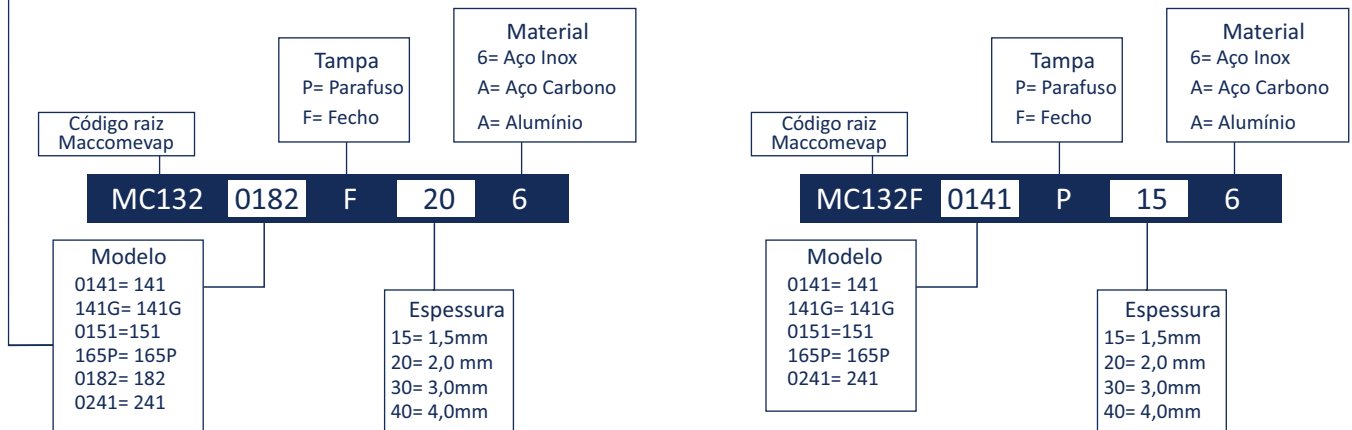 Material
6= Aço Inox
A= Aço Carbono
A= Alumínio
Tampa
P= Parafuso
F= Fecho
Código raiz
Maccomevap
MC132 0182 F 20 6
Modelo
0141= 141
141G= 141G
0151=151
165P= 165P
0182= 182
0241= 241
Espessura
15= 1,5mm
20= 2,0 mm
30= 3,0mm
40= 4,0mm
Material
6= Aço Inox
A= Aço Carbono
A= Alumínio
Tampa
P= Parafuso
F= Fecho
Código raiz
Maccomevap
MC132F 0141 P 15 6
Modelo
0141= 141
141G= 141G
0151=151
165P= 165P
0241= 241
Espessura
15= 1,5mm
20= 2,0 mm
30= 3,0mm
40= 4,0mm